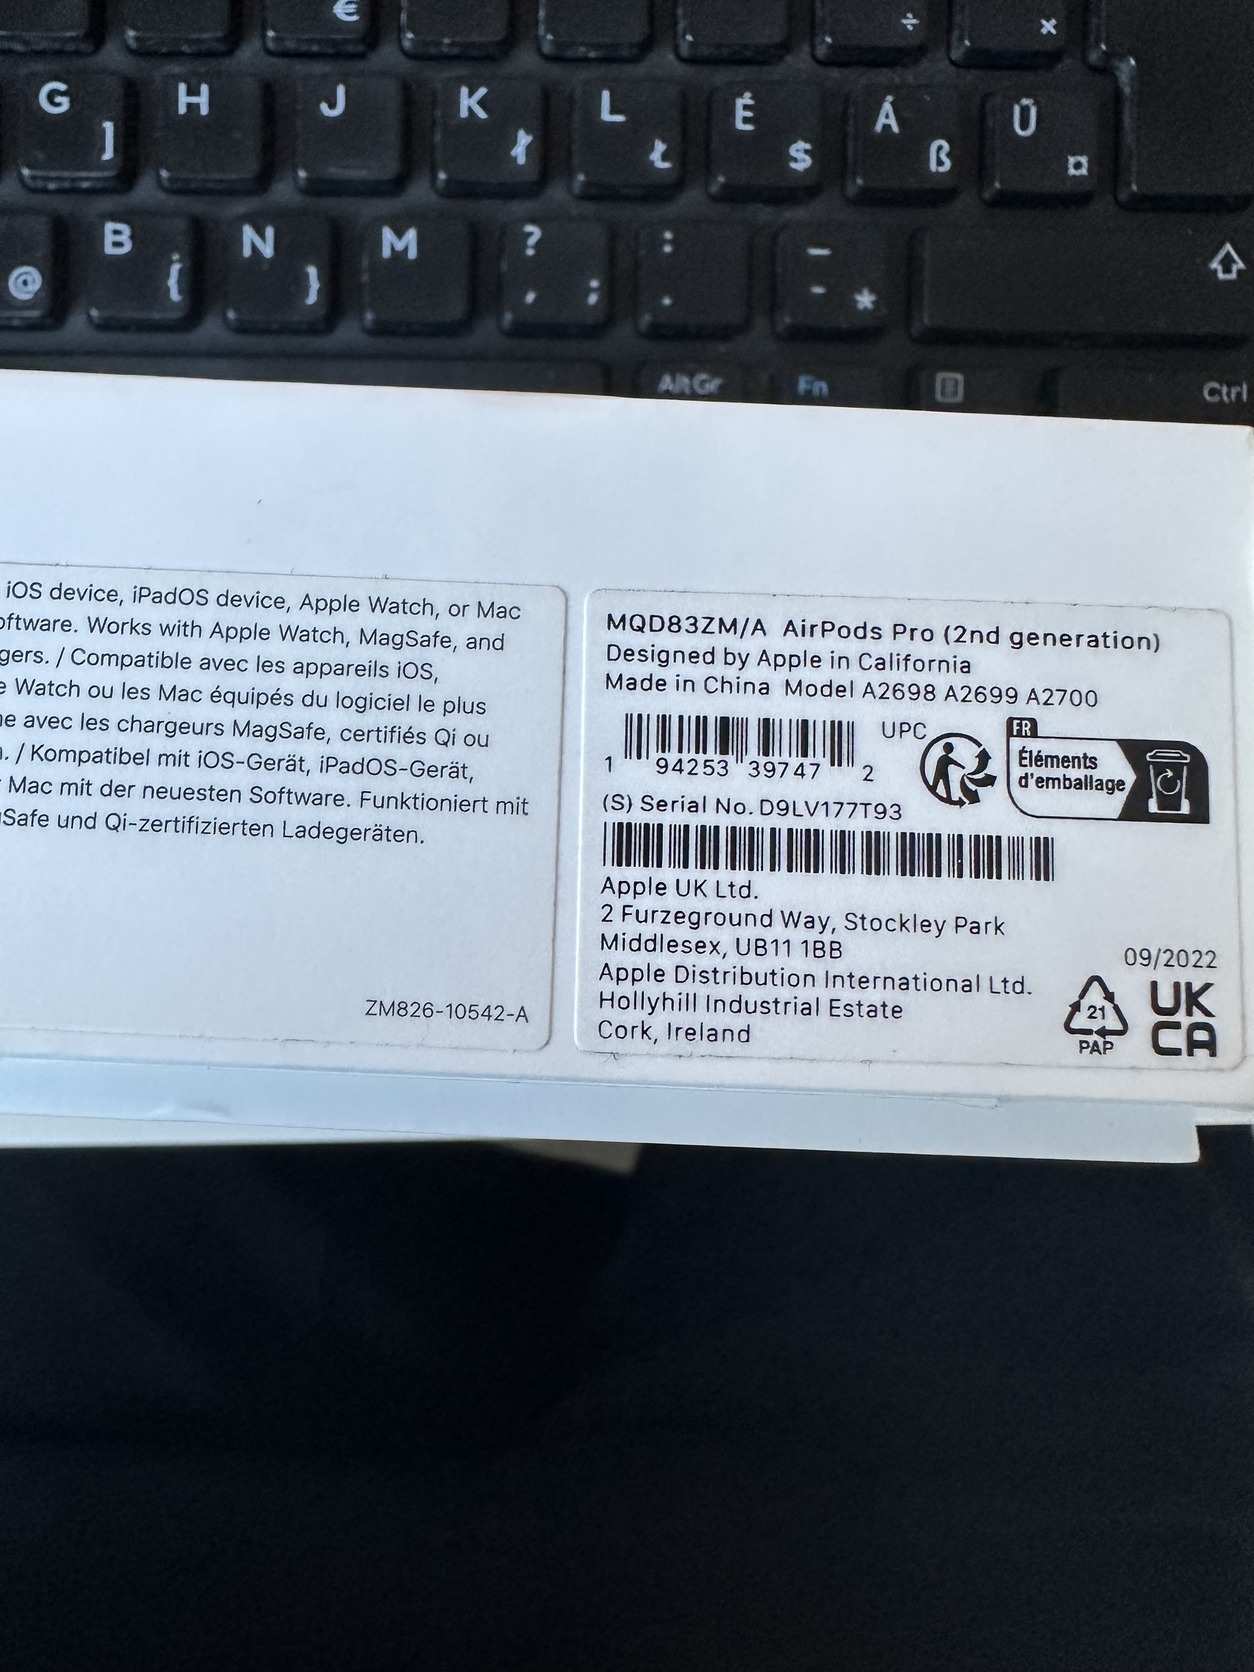 € ÷ ×
G ] H J K ł L Ł É $ Á ß Ű ¤
@ B { N } M ? , ; : . _ - *
AltGr Fn Ctrl
iOS device, iPadOS device, Apple Watch, or Mac
oftware. Works with Apple Watch, MagSafe, and
gers. / Compatible avec les appareils iOS,
e Watch ou les Mac équipés du logiciel le plus
ne avec les chargeurs MagSafe, certifiés Qi ou
. / Kompatibel mit iOS-Gerät, iPadOS-Gerät,
Mac mit der neuesten Software. Funktioniert mit
Safe und Qi-zertifizierten Ladegeräten.
ZM826-10542-A
MQD83ZM/A AirPods Pro (2nd generation)
Designed by Apple in California
Made in China Model A2698 A2699 A2700
UPC
1 94253 39747 2
FR
Éléments
d'emballage
(S) Serial No. D9LV177T93
Apple UK Ltd.
2 Furzeground Way, Stockley Park
Middlesex, UB11 1BB
Apple Distribution International Ltd.
Hollyhill Industrial Estate
Cork, Ireland
09/2022
21
PAP
UK
CA